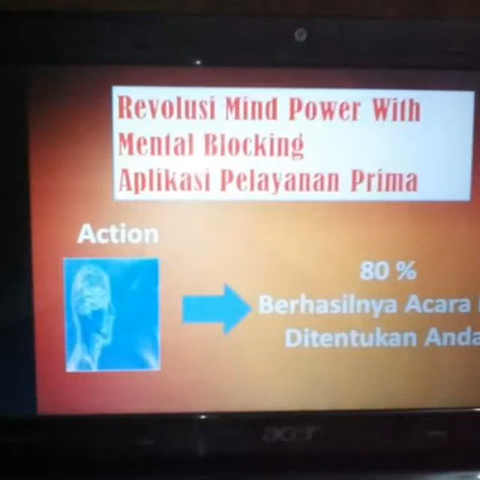 Revolusi Mind Power With
Mental Blocking
Aplikasi Pelayanan Prima
Action
80 %
Berhasilnya Acara
Ditentukan Anda
acer